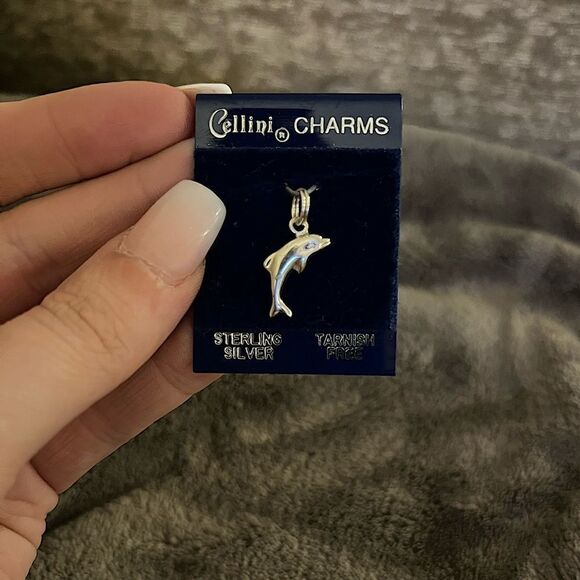 Cellini ® CHARMS
STERLING TARNISH
SILVER FREE